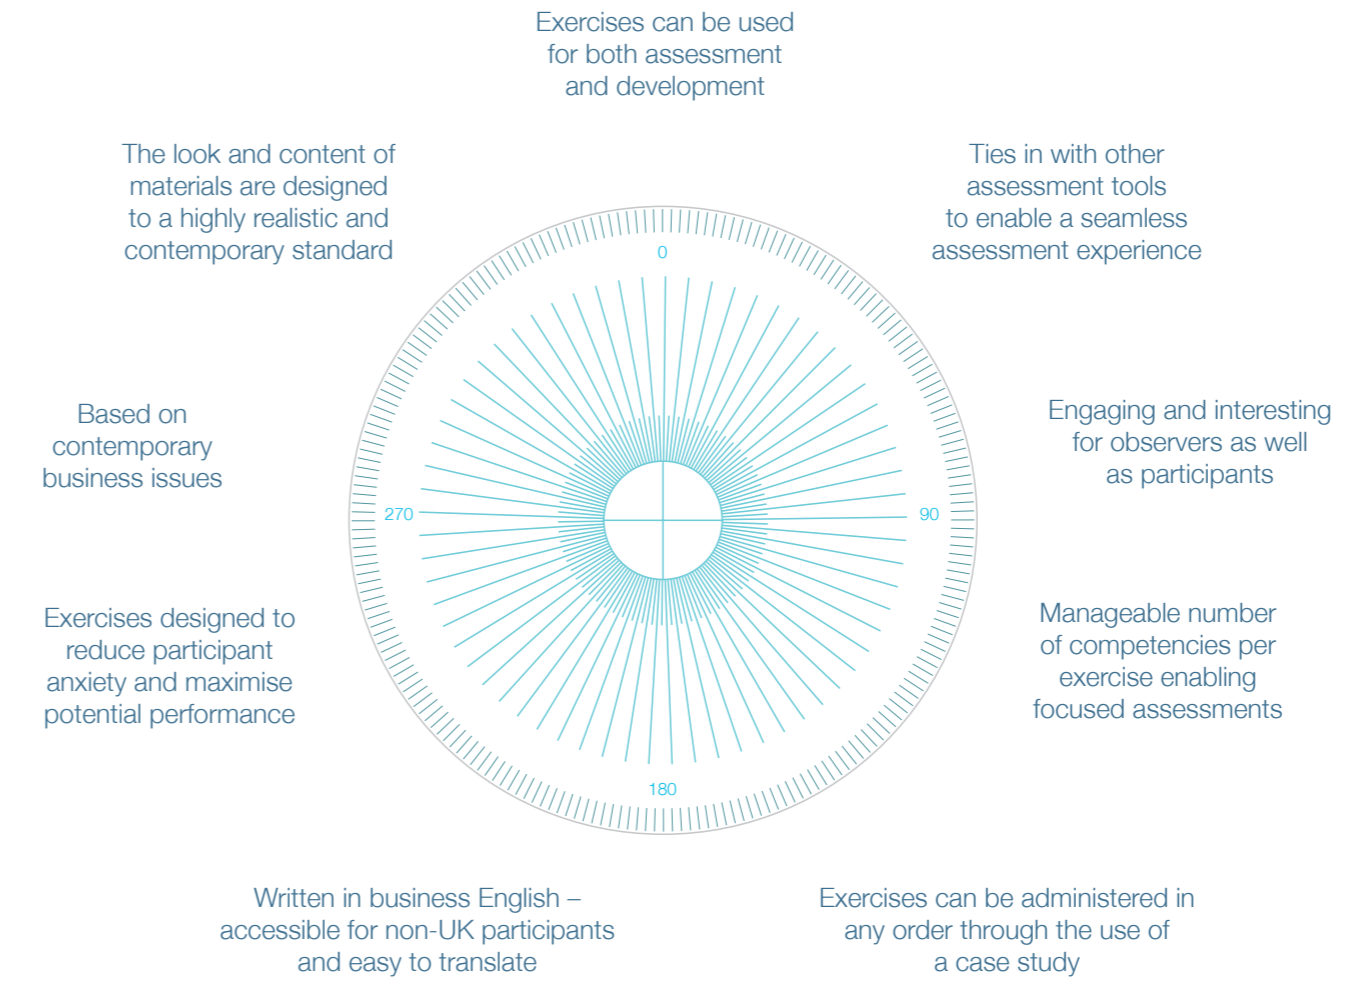 Exercises can be used
for both assessment
and development
The look and content of
materials are designed
to a highly realistic and
contemporary standard
Ties in with other
assessment tools
to enable a seamless
assessment experience
0
Based on
contemporary
business issues
Engaging and interesting
for observers as well
as participants
270
90
Exercises designed to
reduce participant
anxiety and maximise
potential performance
Manageable number
of competencies per
exercise enabling
focused assessments
180
Written in business English –
accessible for non-UK participants
and easy to translate
Exercises can be administered in
any order through the use of
a case study